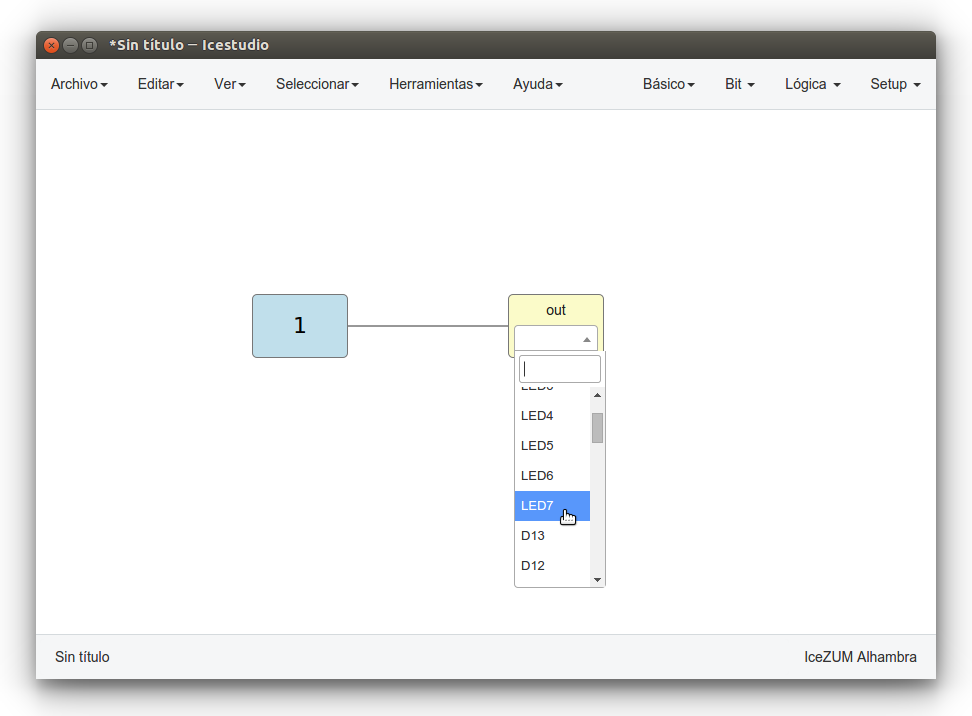 *Sin título – Icestudio
Archivo Editar Ver Seleccionar Herramientas Ayuda Básico Bit Lógica Setup
1
out
LED4
LED5
LED6
LED7
D13
D12
Sin título
IceZUM Alhambra